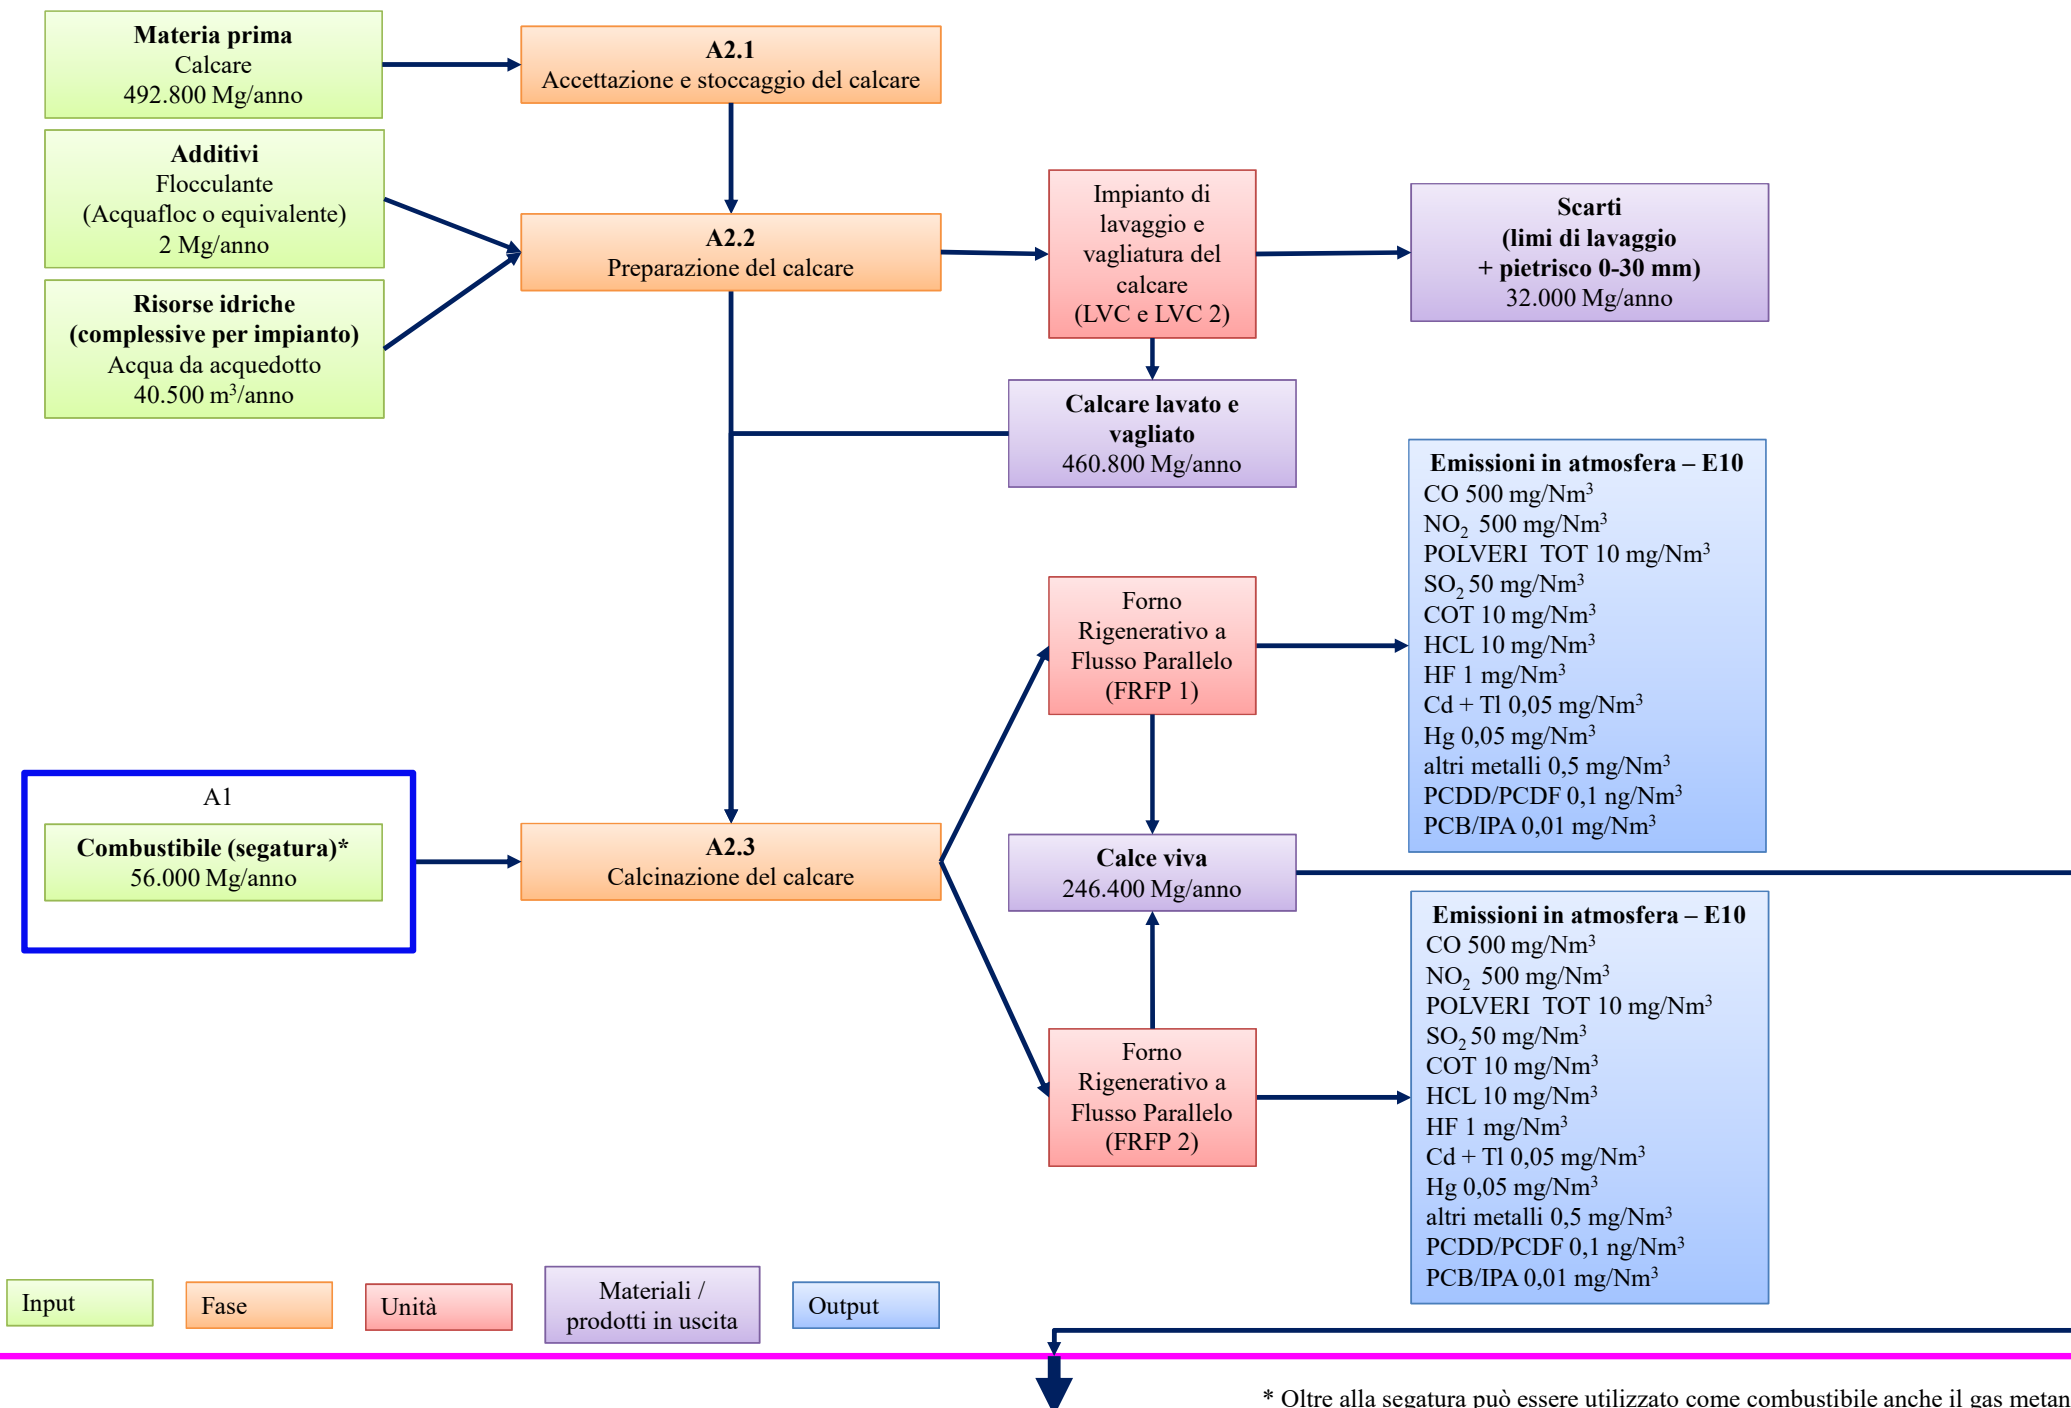 Materia prima
Calcare
492.800 Mg/anno
A2.1
Accettazione e stoccaggio del calcare
Additivi
Flocculante
(Acquafloc o equivalente)
2 Mg/anno
Risorse idriche
(complessive per impianto)
Acqua da acquedotto
40.500 m³/anno
A2.2
Preparazione del calcare
Impianto di
lavaggio e
vagliatura del
calcare
(LVC e LVC 2)
Scarti
(limi di lavaggio
+ pietrisco 0-30 mm)
32.000 Mg/anno
Calcare lavato e
vagliato
460.800 Mg/anno
Emissioni in atmosfera – E10
CO 500 mg/Nm³
NO₂ 500 mg/Nm³
POLVERI TOT 10 mg/Nm³
SO₂ 50 mg/Nm³
COT 10 mg/Nm³
HCL 10 mg/Nm³
HF 1 mg/Nm³
Cd + Tl 0,05 mg/Nm³
Hg 0,05 mg/Nm³
altri metalli 0,5 mg/Nm³
PCDD/PCDF 0,1 ng/Nm³
PCB/IPA 0,01 mg/Nm³
Forno
Rigenerativo a
Flusso Parallelo
(FRFP 1)
A1
Combustibile (segatura)*
56.000 Mg/anno
A2.3
Calcinazione del calcare
Calce viva
246.400 Mg/anno
Forno
Rigenerativo a
Flusso Parallelo
(FRFP 2)
Emissioni in atmosfera – E10
CO 500 mg/Nm³
NO₂ 500 mg/Nm³
POLVERI TOT 10 mg/Nm³
SO₂ 50 mg/Nm³
COT 10 mg/Nm³
HCL 10 mg/Nm³
HF 1 mg/Nm³
Cd + Tl 0,05 mg/Nm³
Hg 0,05 mg/Nm³
altri metalli 0,5 mg/Nm³
PCDD/PCDF 0,1 ng/Nm³
PCB/IPA 0,01 mg/Nm³
Input
Fase
Unità
Materiali /
prodotti in uscita
Output
* Oltre alla segatura può essere utilizzato come combustibile anche il gas metan